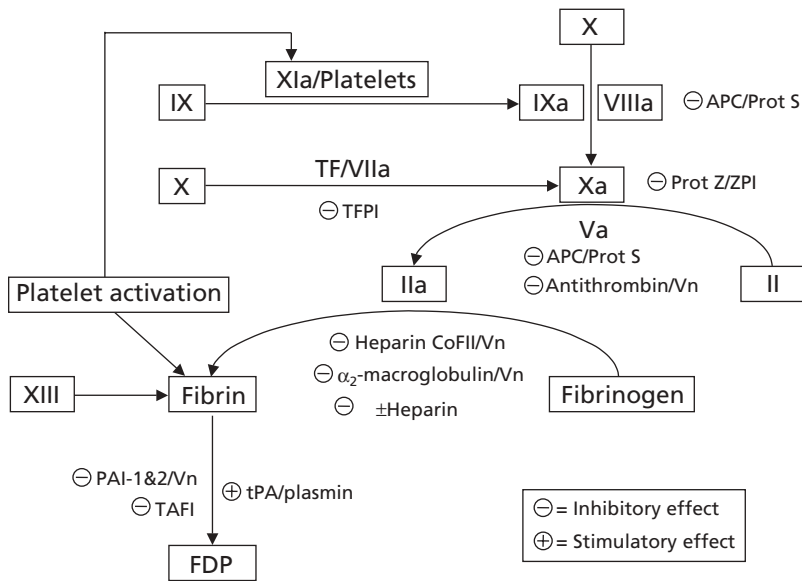 X
XIa/Platelets
IX
IXa
VIIIa
⊖ APC/Prot S
TF/VIIa
X
Xa
⊖ Prot Z/ZPI
⊖ TFPI
Va
⊖ APC/Prot S
⊖ Antithrombin/Vn
Platelet activation
IIa
II
⊖ Heparin CoFII/Vn
⊖ α₂-macroglobulin/Vn
⊖ ±Heparin
XIII
Fibrin
Fibrinogen
⊖ PAI-1&2/Vn
⊖ TAFI
⊕ tPA/plasmin
FDP
⊖ = Inhibitory effect
⊕ = Stimulatory effect